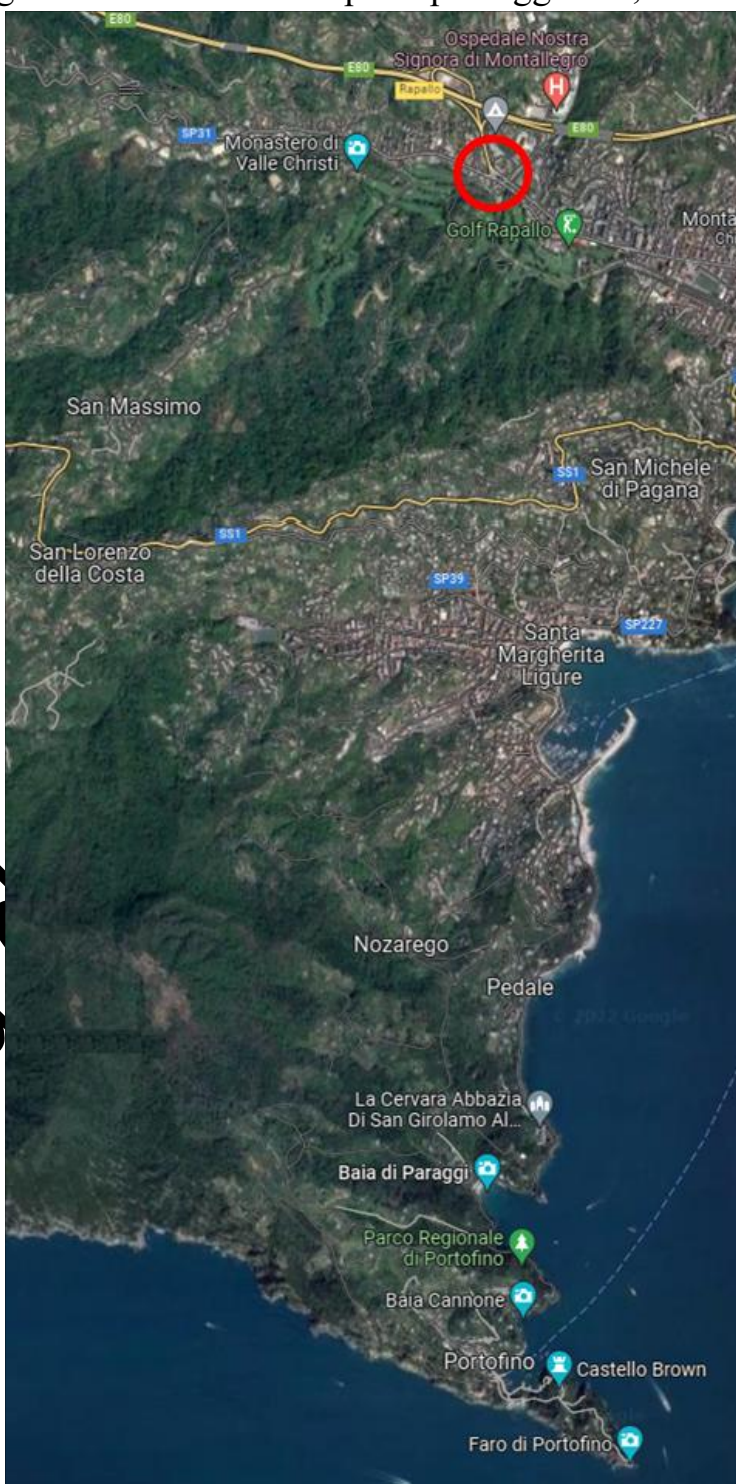 E80
Ospedale Nostra
Signora di Montallegro
H
E80
Rapallo
E80
SP31
Monastero di
Valle Christi
Golf Rapallo
Monta
Chi
San Massimo
SS1
San Michele
di Pagana
SS1
San Lorenzo
della Costa
SP39
SP227
Santa
Margherita
Ligure
Nozarego
Pedale
© 2022 Google
La Cervara Abbazia
Di San Girolamo Al...
Baia di Paraggi
Parco Regionale
di Portofino
Baia Cannone
Portofino
Castello Brown
Faro di Portofino